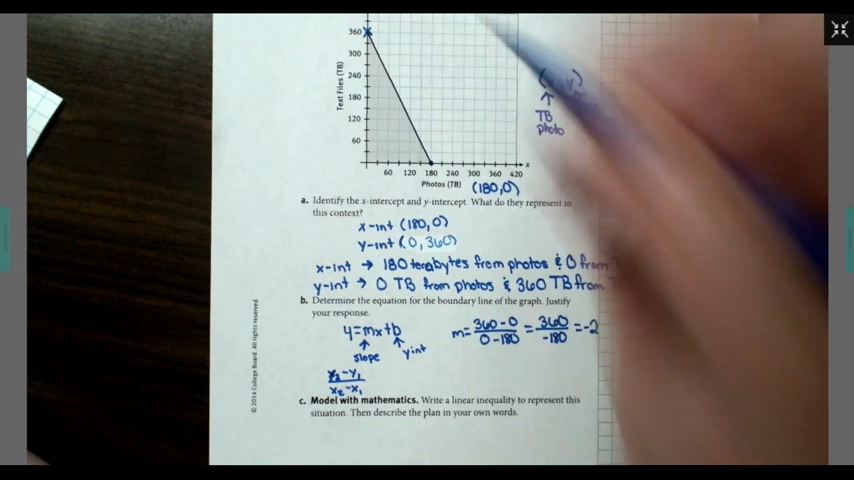 360
300
240
180
120
60
Text Files (TB)
60 120 180 240 300 360 420
x
Photos (TB)
(180,0)
(x, y)
TB
photo
a. Identify the x-intercept and y-intercept. What do they represent in
this context?
x-int (180,0)
y-int (0,360)
x-int → 180 terabytes from photos & 0 from
y-int → 0 TB from photos & 360 TB from
b. Determine the equation for the boundary line of the graph. Justify
your response.
y=mx+b
slope
yint
m= 360-0 / 0-180 = 360 / -180 = -2
y₂-y₁
x₂-x₁
c. Model with mathematics. Write a linear inequality to represent this
situation. Then describe the plan in your own words.
© 2014 College Board. All rights reserved.